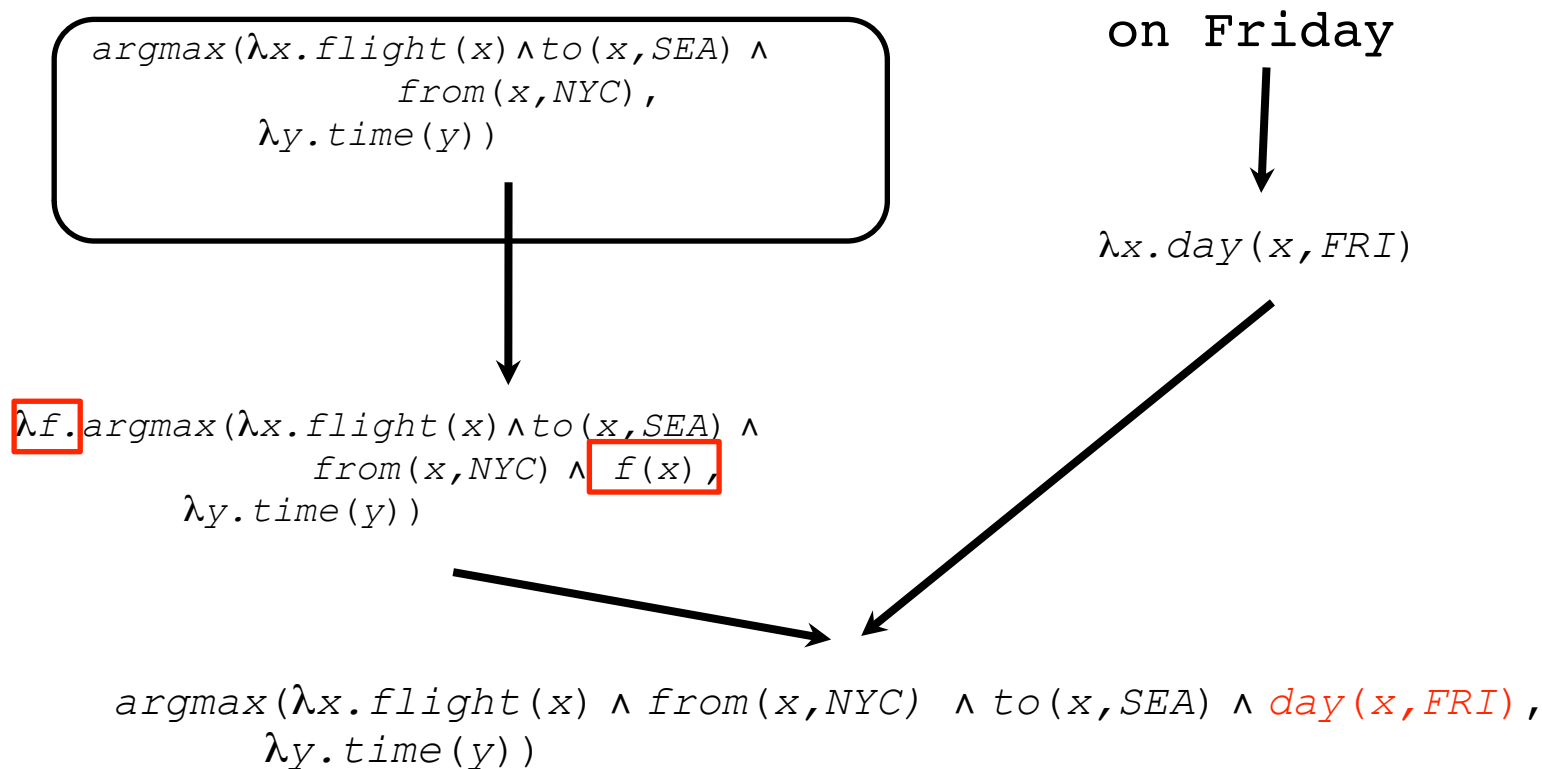 argmax(λx.flight(x)∧to(x,SEA) ∧
from(x,NYC),
λy.time(y))
on Friday
λx.day(x,FRI)
λf.argmax(λx.flight(x)∧to(x,SEA) ∧
from(x,NYC) ∧ f(x),
λy.time(y))
argmax(λx.flight(x) ∧ from(x,NYC) ∧ to(x,SEA) ∧ day(x,FRI),
λy.time(y))